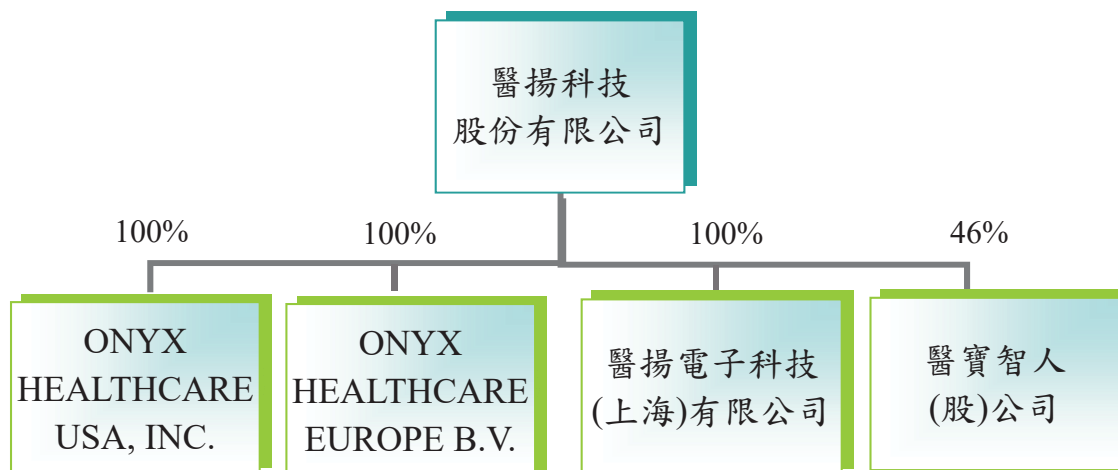 醫揚科技
股份有限公司
100%
100%
100%
46%
ONYX
HEALTHCARE
USA, INC.
ONYX
HEALTHCARE
EUROPE B.V.
醫揚電子科技
(上海)有限公司
醫寶智人
(股)公司